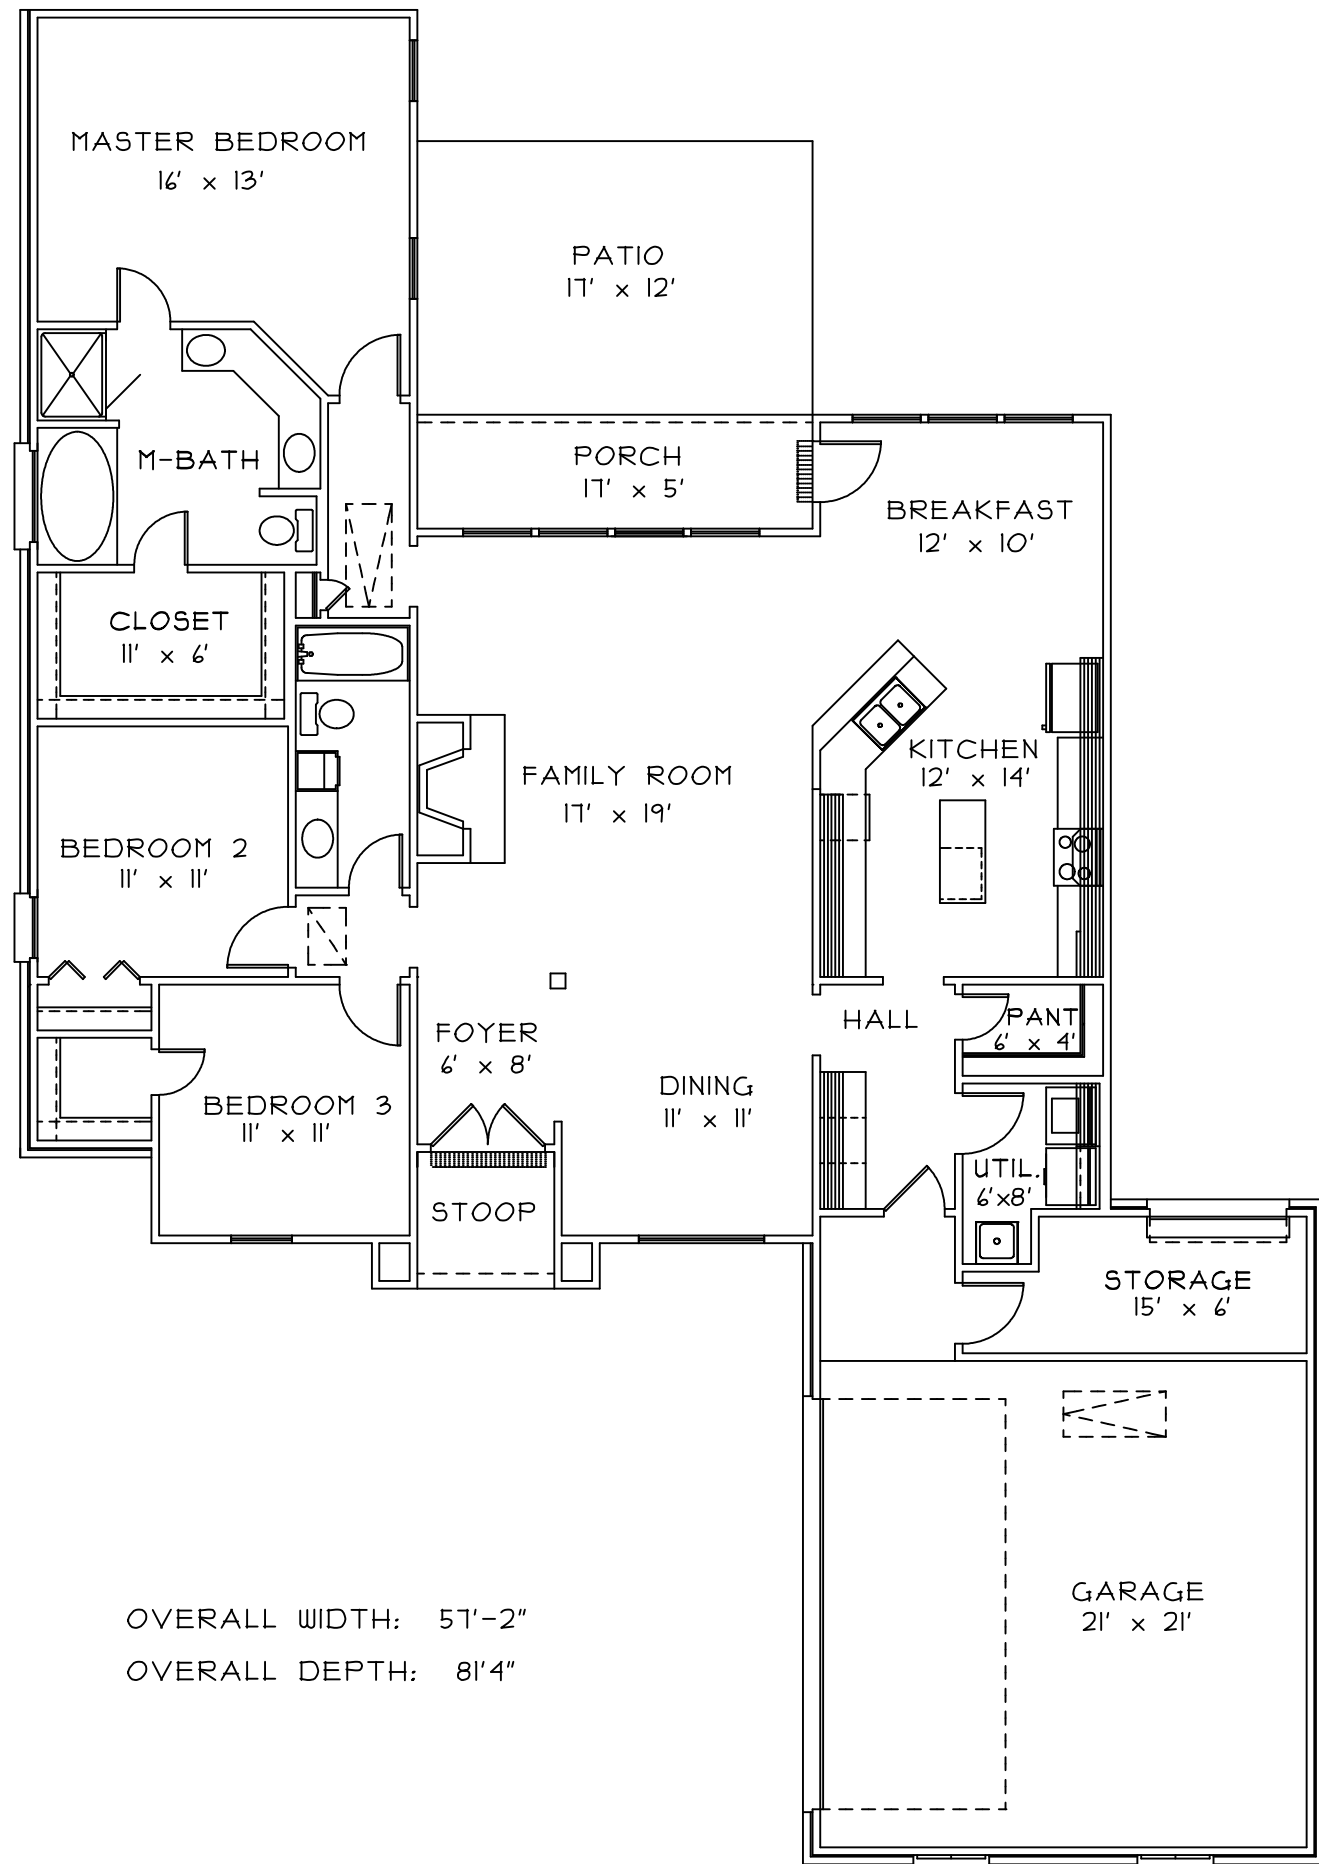 MASTER BEDROOM
16' x 13'
PATIO
17' x 12'
M-BATH
PORCH
17' x 5'
BREAKFAST
12' x 10'
CLOSET
11' x 6'
FAMILY ROOM
17' x 19'
KITCHEN
12' x 14'
BEDROOM 2
11' x 11'
HALL
PANT
6' x 4'
FOYER
6' x 8'
DINING
11' x 11'
BEDROOM 3
11' x 11'
UTIL.
6'x8'
STOOP
STORAGE
15' x 6'
GARAGE
21' x 21'
OVERALL WIDTH: 57'-2"
OVERALL DEPTH: 81'4"